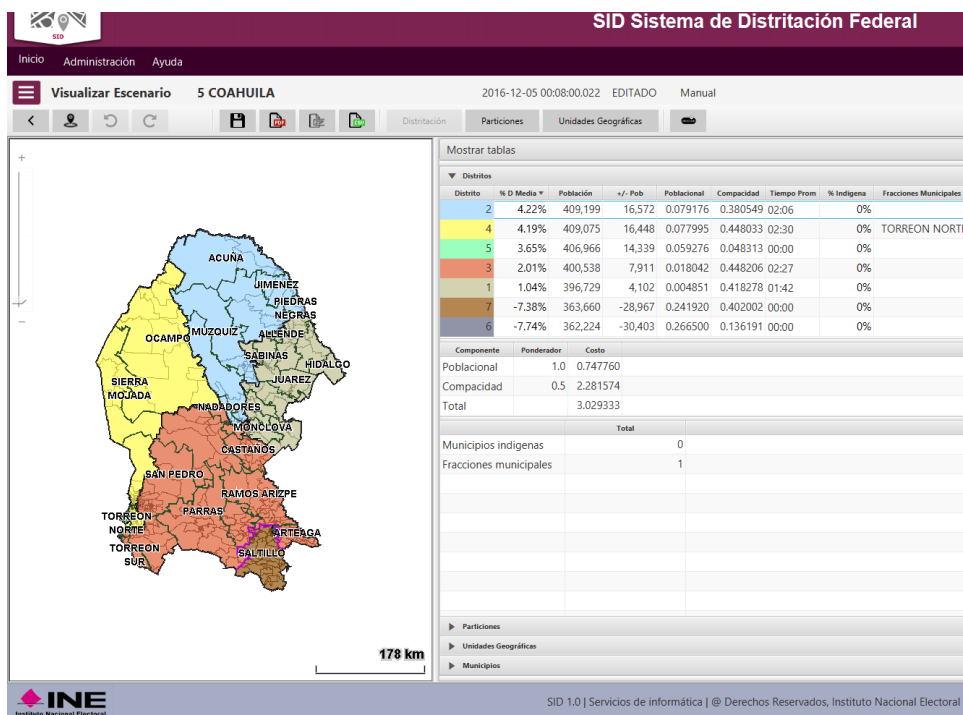 SID
SID Sistema de Distritación Federal
Inicio Administración Ayuda
Visualizar Escenario 5 COAHUILA 2016-12-05 00:08:00.022 EDITADO Manual
Distritación Particiones Unidades Geográficas
Mostrar tablas
Distritos
Distrito % D Media Población +/- Pob Poblacional Compacidad Tiempo Prom % Indigena Fracciones Municipales
2 4.22% 409,199 16,572 0.079176 0.380549 02:06 0%
4 4.19% 409,075 16,448 0.077995 0.448033 02:30 0% TORREON NORTE
5 3.65% 406,966 14,339 0.059276 0.048313 00:00 0%
3 2.01% 400,538 7,911 0.018042 0.448206 02:27 0%
1 1.04% 396,729 4,102 0.004851 0.418278 01:42 0%
7 -7.38% 363,660 -28,967 0.241920 0.402002 00:00 0%
6 -7.74% 362,224 -30,403 0.266500 0.136191 00:00 0%
Componente Ponderador Costo
Poblacional 1.0 0.747760
Compacidad 0.5 2.281574
Total 3.029333
Total
Municipios indigenas 0
Fracciones municipales 1
Particiones
Unidades Geográficas
Municipios
ACUÑA
JIMENEZ
PIEDRAS
NEGRAS
OCAMPO
MUZQUIZ
ALLENDE
SABINAS
HIDALGO
JUAREZ
SIERRA
MOJADA
NADADORES
MONCLOVA
CASTAÑOS
SAN PEDRO
RAMOS ARIZPE
PARRAS
TORREON
NORTE
ARTEAGA
TORREON
SUR
SALTILLO
178 km
INE
Instituto Nacional Electoral
SID 1.0 | Servicios de informática | @ Derechos Reservados, Instituto Nacional Electoral